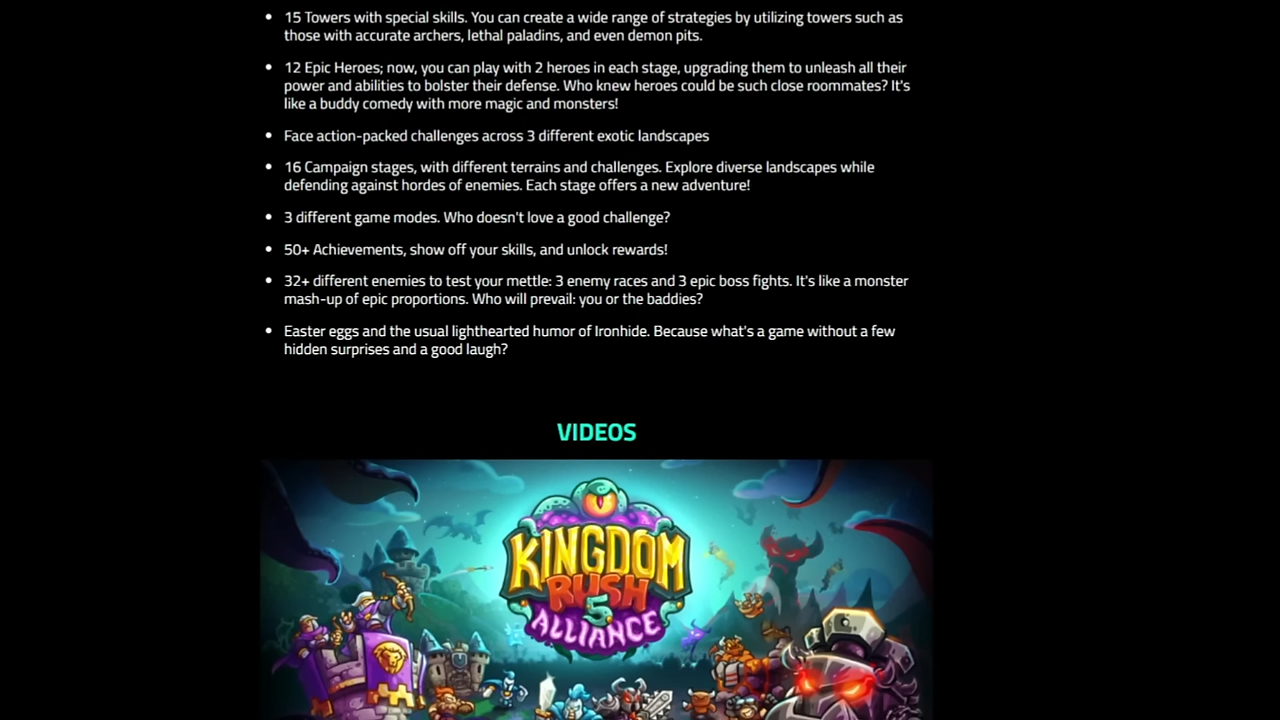 15 Towers with special skills. You can create a wide range of strategies by utilizing towers such as
those with accurate archers, lethal paladins, and even demon pits.
12 Epic Heroes; now, you can play with 2 heroes in each stage, upgrading them to unleash all their
power and abilities to bolster their defense. Who knew heroes could be such close roommates? It's
like a buddy comedy with more magic and monsters!
Face action-packed challenges across 3 different exotic landscapes
16 Campaign stages, with different terrains and challenges. Explore diverse landscapes while
defending against hordes of enemies. Each stage offers a new adventure!
3 different game modes. Who doesn't love a good challenge?
50+ Achievements, show off your skills, and unlock rewards!
32+ different enemies to test your mettle: 3 enemy races and 3 epic boss fights. It's like a monster
mash-up of epic proportions. Who will prevail: you or the baddies?
Easter eggs and the usual lighthearted humor of Ironhide. Because what's a game without a few
hidden surprises and a good laugh?
VIDEOS
KINGDOM
RUSH
5
ALLIANCE